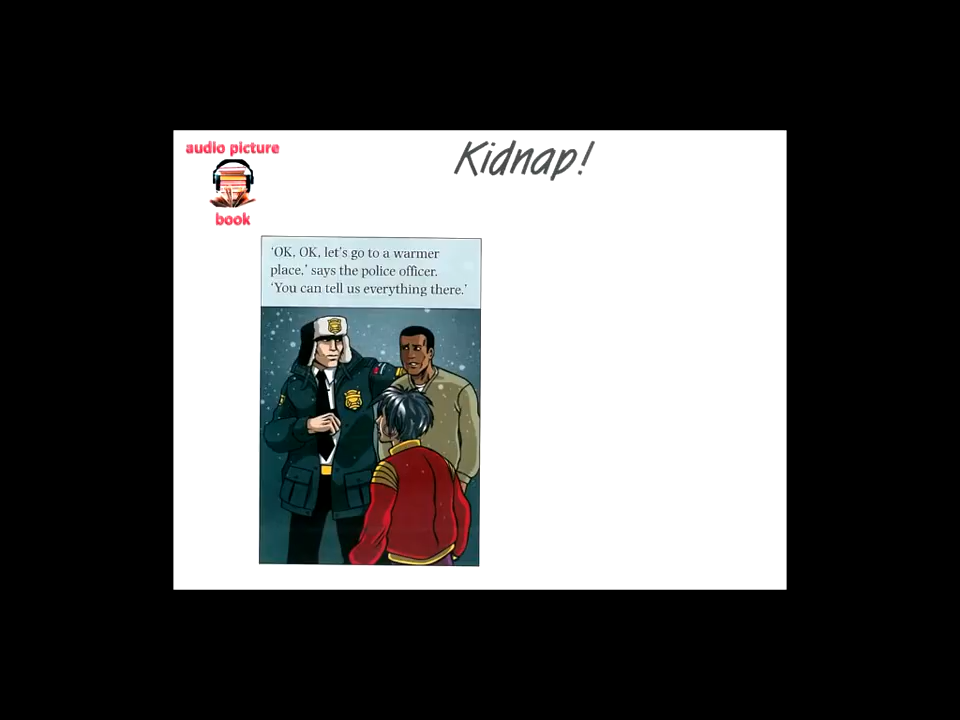 audio picture
book
Kidnap!
‘OK, OK, let’s go to a warmer
place,’ says the police officer.
‘You can tell us everything there.’